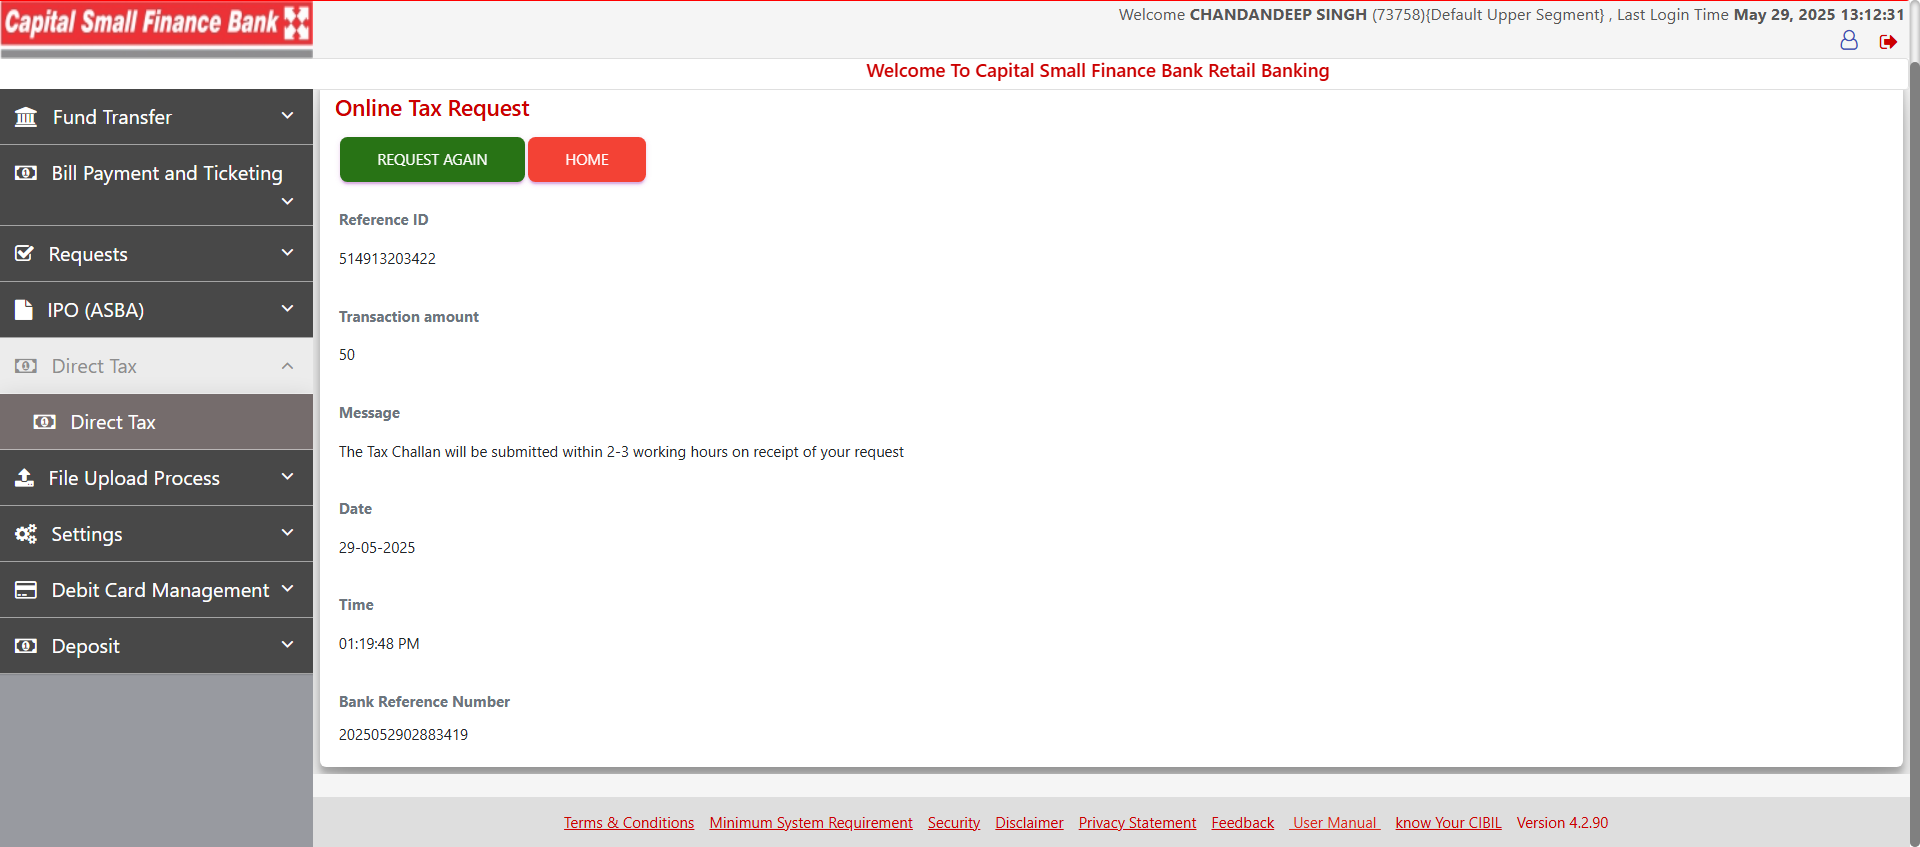 Capital Small Finance Bank
Welcome CHANDANDEEP SINGH (73758){Default Upper Segment} , Last Login Time May 29, 2025 13:12:31
Welcome To Capital Small Finance Bank Retail Banking
Fund Transfer
Bill Payment and Ticketing
Requests
IPO (ASBA)
Direct Tax
Direct Tax
File Upload Process
Settings
Debit Card Management
Deposit
Online Tax Request
REQUEST AGAIN HOME
Reference ID
514913203422
Transaction amount
50
Message
The Tax Challan will be submitted within 2-3 working hours on receipt of your request
Date
29-05-2025
Time
01:19:48 PM
Bank Reference Number
2025052902883419
Terms & Conditions Minimum System Requirement Security Disclaimer Privacy Statement Feedback User Manual know Your CIBIL Version 4.2.90